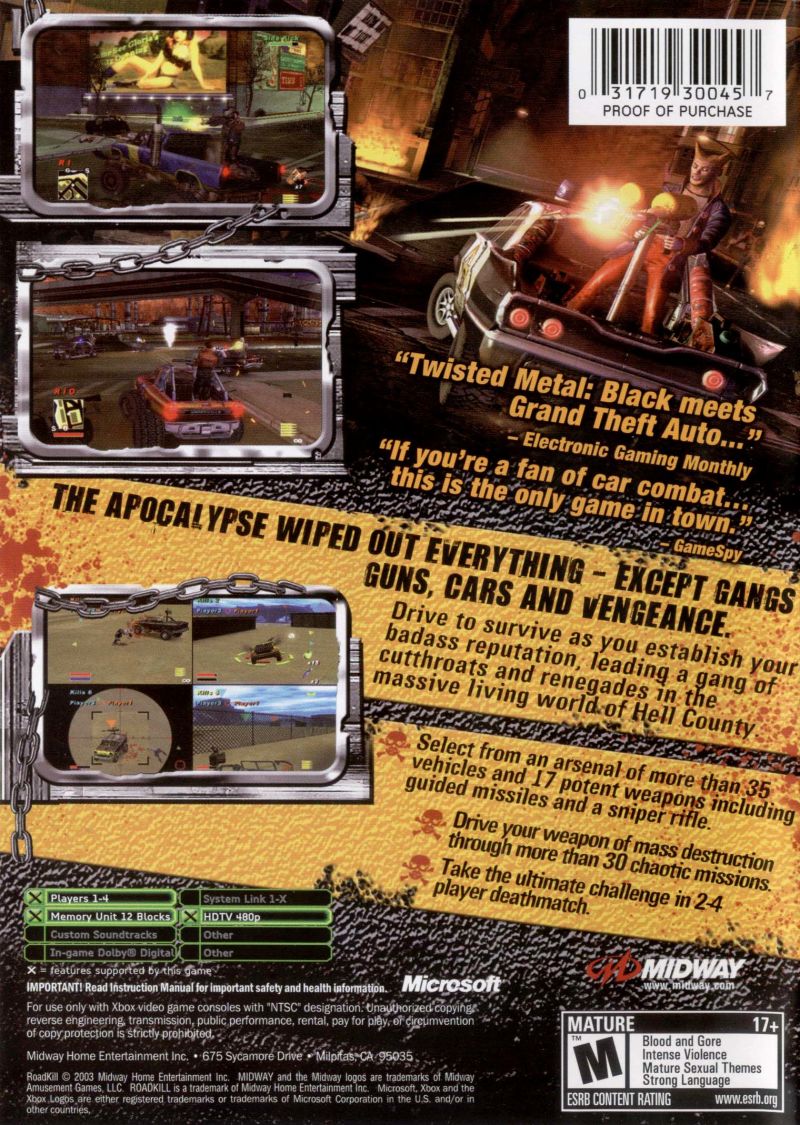 0 31719 30045 7
PROOF OF PURCHASE
“Twisted Metal: Black meets
Grand Theft Auto...”
– Electronic Gaming Monthly
“If you’re a fan of car combat...
this is the only game in town.”
– GameSpy
THE APOCALYPSE WIPED OUT EVERYTHING – EXCEPT GANGS
GUNS, CARS AND VENGEANCE.
Drive to survive as you establish your
badass reputation, leading a gang of
cutthroats and renegades in the
massive living world of Hell County
Select from an arsenal of more than 35
vehicles and 17 potent weapons including
guided missiles and a sniper rifle.
Drive your weapon of mass destruction
through more than 30 chaotic missions.
Take the ultimate challenge in 2-4
player deathmatch.
X Players 1-4
System Link 1-X
X Memory Unit 12 Blocks
X HDTV 480p
Custom Soundtracks
Other
In-game Dolby® Digital
Other
X = features supported by this game
IMPORTANT! Read Instruction Manual for important safety and health information.
Microsoft
MIDWAY
www.midway.com
For use only with Xbox video game consoles with "NTSC" designation. Unauthorized copying,
reverse engineering, transmission, public performance, rental, pay for play, or circumvention
of copy protection is strictly prohibited.
Midway Home Entertainment Inc. • 675 Sycamore Drive • Milpitas, CA 95035
RoadKill © 2003 Midway Home Entertainment Inc. MIDWAY and the Midway logos are trademarks of Midway
Amusement Games, LLC. ROADKILL is a trademark of Midway Home Entertainment Inc. Microsoft, Xbox and the
Xbox Logos are either registered trademarks or trademarks of Microsoft Corporation in the U.S. and/or in
other countries.
MATURE 17+
M
TM
Blood and Gore
Intense Violence
Mature Sexual Themes
Strong Language
ESRB CONTENT RATING www.esrb.org